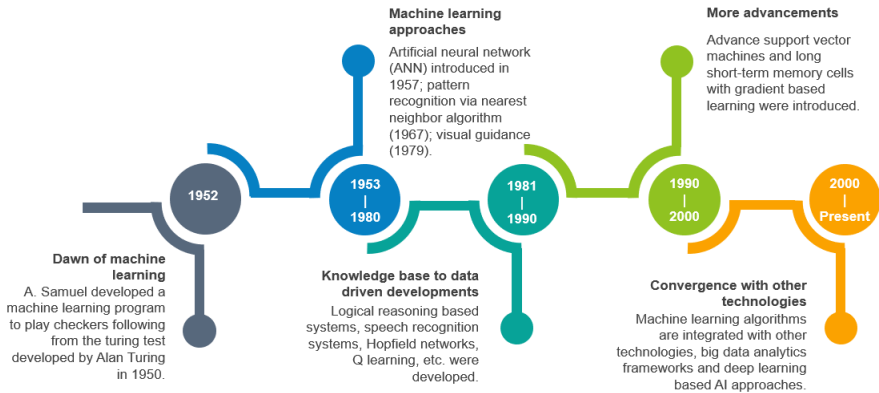 1952
Dawn of machine
learning
A. Samuel developed a
machine learning program
to play checkers following
from the turing test
developed by Alan Turing
in 1950.
1953
|
1980
Machine learning
approaches
Artificial neural network
(ANN) introduced in
1957; pattern
recognition via nearest
neighbor algorithm
(1967); visual guidance
(1979).
1981
|
1990
Knowledge base to data
driven developments
Logical reasoning based
systems, speech recognition
systems, Hopfield networks,
Q learning, etc. were
developed.
1990
|
2000
More advancements
Advance support vector
machines and long
short-term memory cells
with gradient based
learning were introduced.
2000
|
Present
Convergence with other
technologies
Machine learning algorithms
are integrated with other
technologies, big data analytics
frameworks and deep learning
based AI approaches.